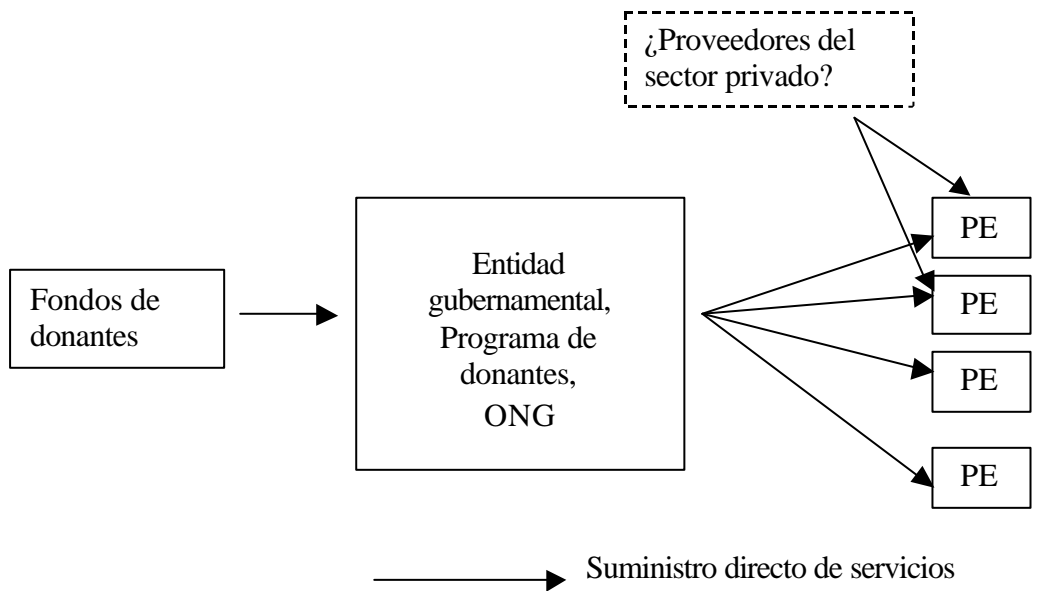 ¿Proveedores del
sector privado?
Fondos de
donantes
Entidad
gubernamental,
Programa de
donantes,
ONG
PE
PE
PE
PE
Suministro directo de servicios